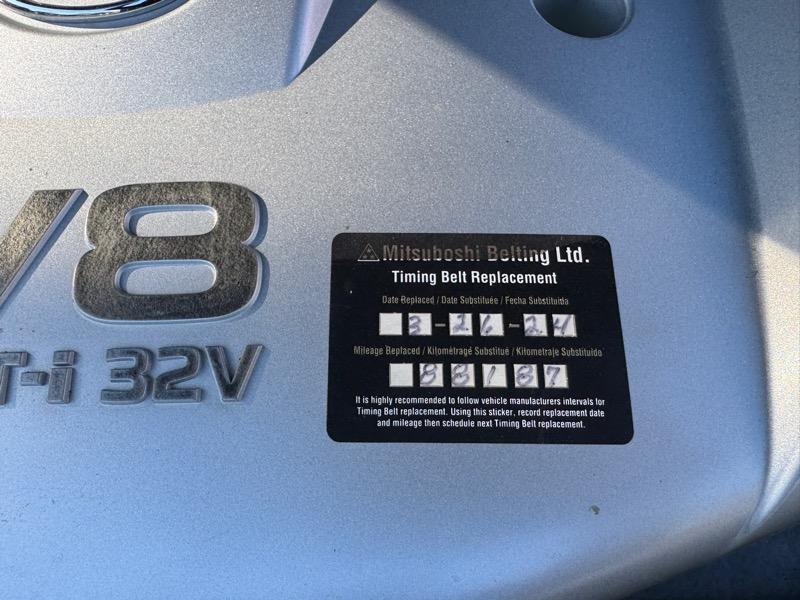 V8
T-i 32V
Mitsuboshi Belting Ltd.
Timing Belt Replacement
Date Replaced / Date Substituée / Fecha Substituida
3-26-24
Mileage Replaced / Kilométragé Substitué / Kilometraje Substituido
88187
It is highly recommended to follow vehicle manufacturers intervals for
Timing Belt replacement. Using this sticker, record replacement date
and mileage then schedule next Timing Belt replacement.